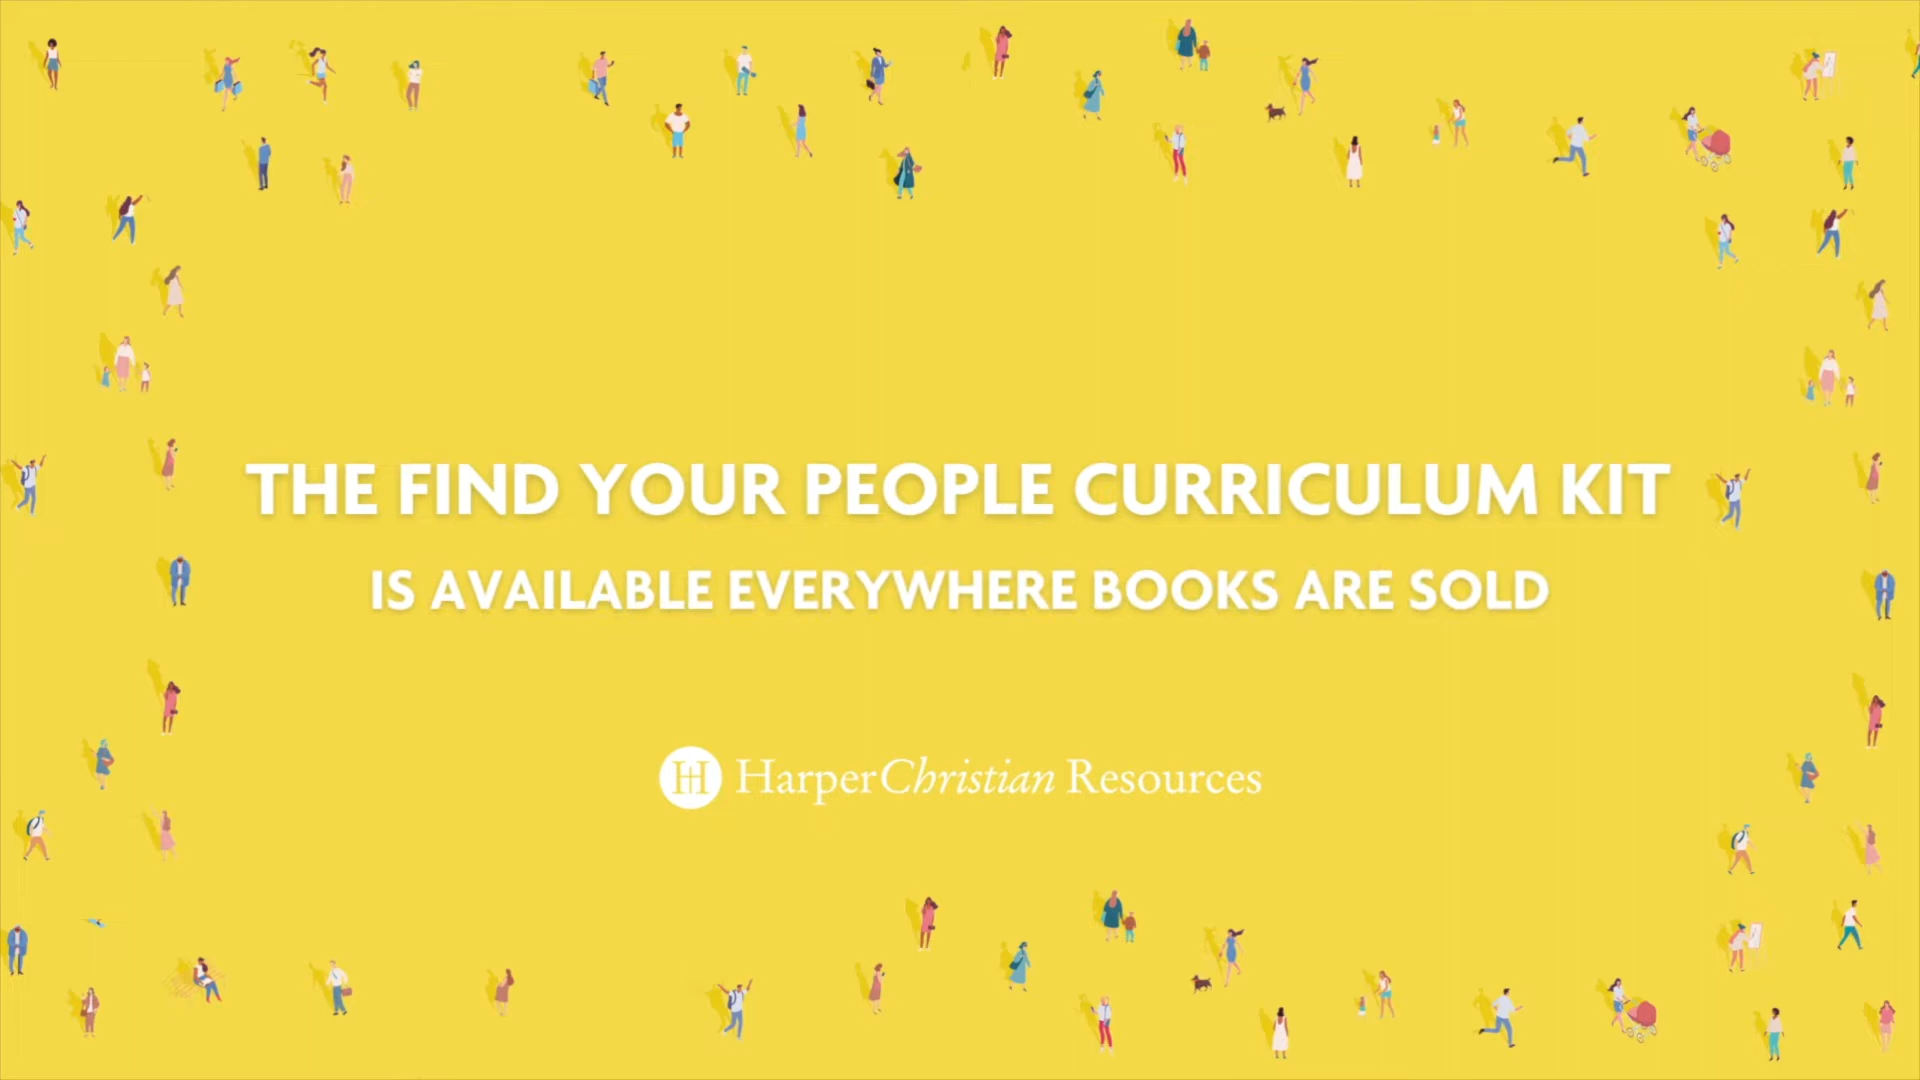 THE FIND YOUR PEOPLE CURRICULUM KIT
IS AVAILABLE EVERYWHERE BOOKS ARE SOLD
HarperChristian Resources